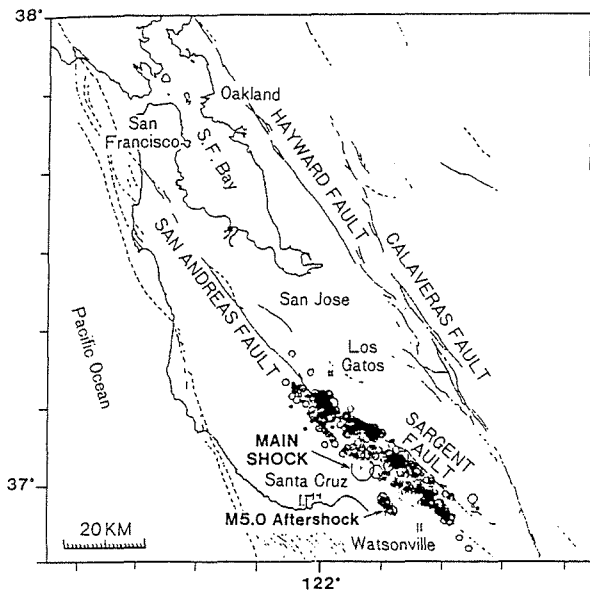 38°
Oakland
San
Francisco
S.F. Bay
HAYWARD FAULT
SAN ANDREAS FAULT
CALAVERAS FAULT
San Jose
Pacific Ocean
Los
Gatos
SARGENT
FAULT
MAIN
SHOCK
37°
Santa Cruz
M5.0 Aftershock
20 KM
Watsonville
122°